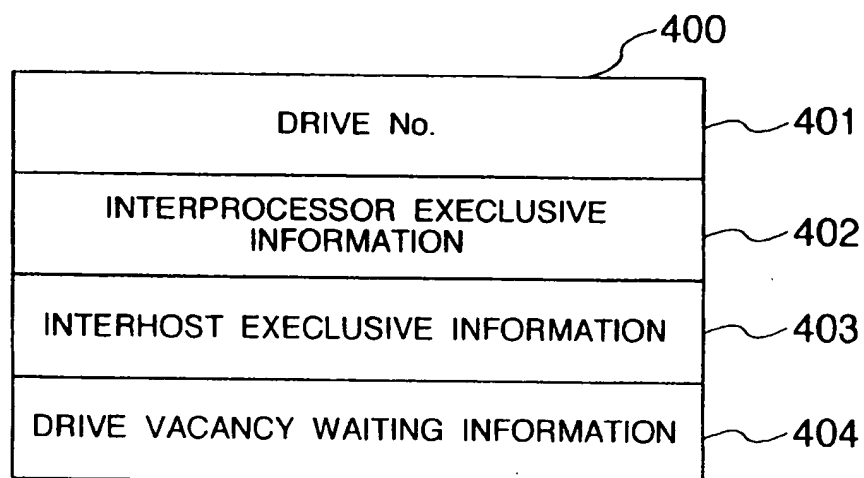 400
DRIVE No.
401
INTERPROCESSOR EXECLUSIVE
INFORMATION
402
INTERHOST EXECLUSIVE INFORMATION
403
DRIVE VACANCY WAITING INFORMATION
404